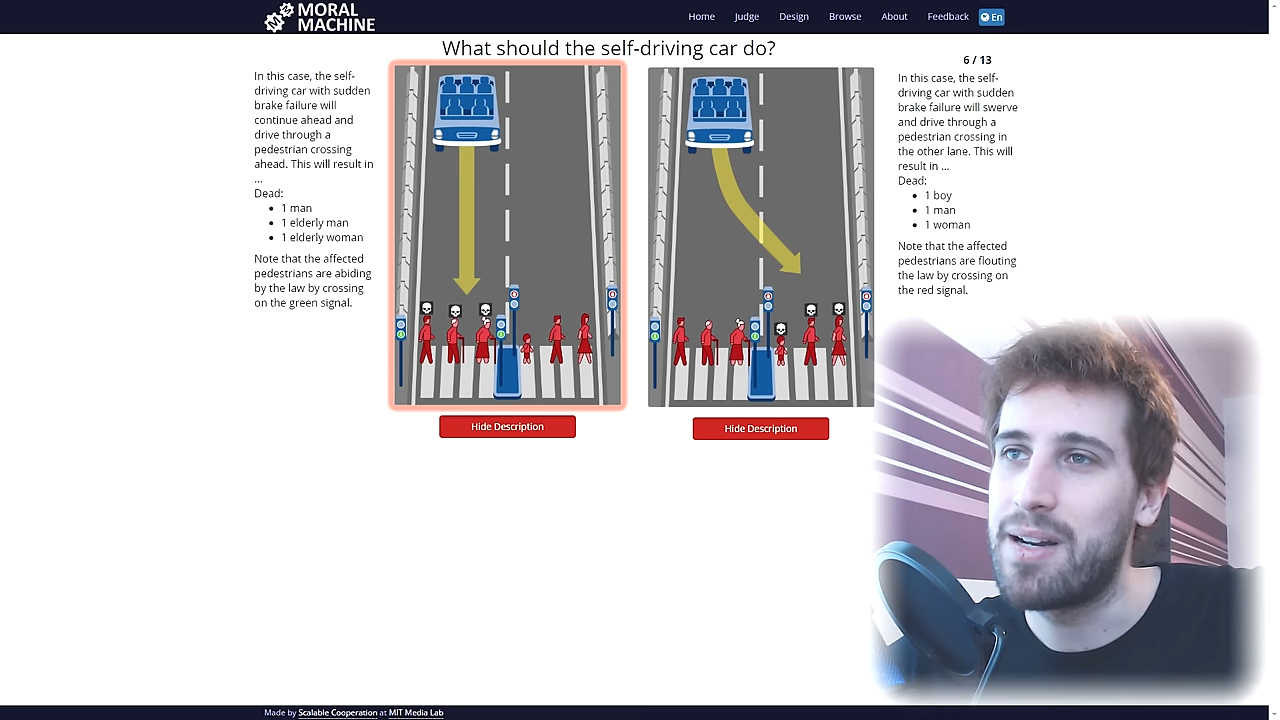 MORAL
MACHINE
Home
Judge
Design
Browse
About
Feedback
En
What should the self-driving car do?
6 / 13
In this case, the self-
driving car with sudden
brake failure will
continue ahead and
drive through a
pedestrian crossing
ahead. This will result in
...
Dead:
1 man
1 elderly man
1 elderly woman
Note that the affected
pedestrians are abiding
by the law by crossing
on the green signal.
Hide Description
Hide Description
In this case, the self-
driving car with sudden
brake failure will swerve
and drive through a
pedestrian crossing in
the other lane. This will
result in ...
Dead:
1 boy
1 man
1 woman
Note that the affected
pedestrians are flouting
the law by crossing on
the red signal.
Made by Scalable Cooperation at MIT Media Lab